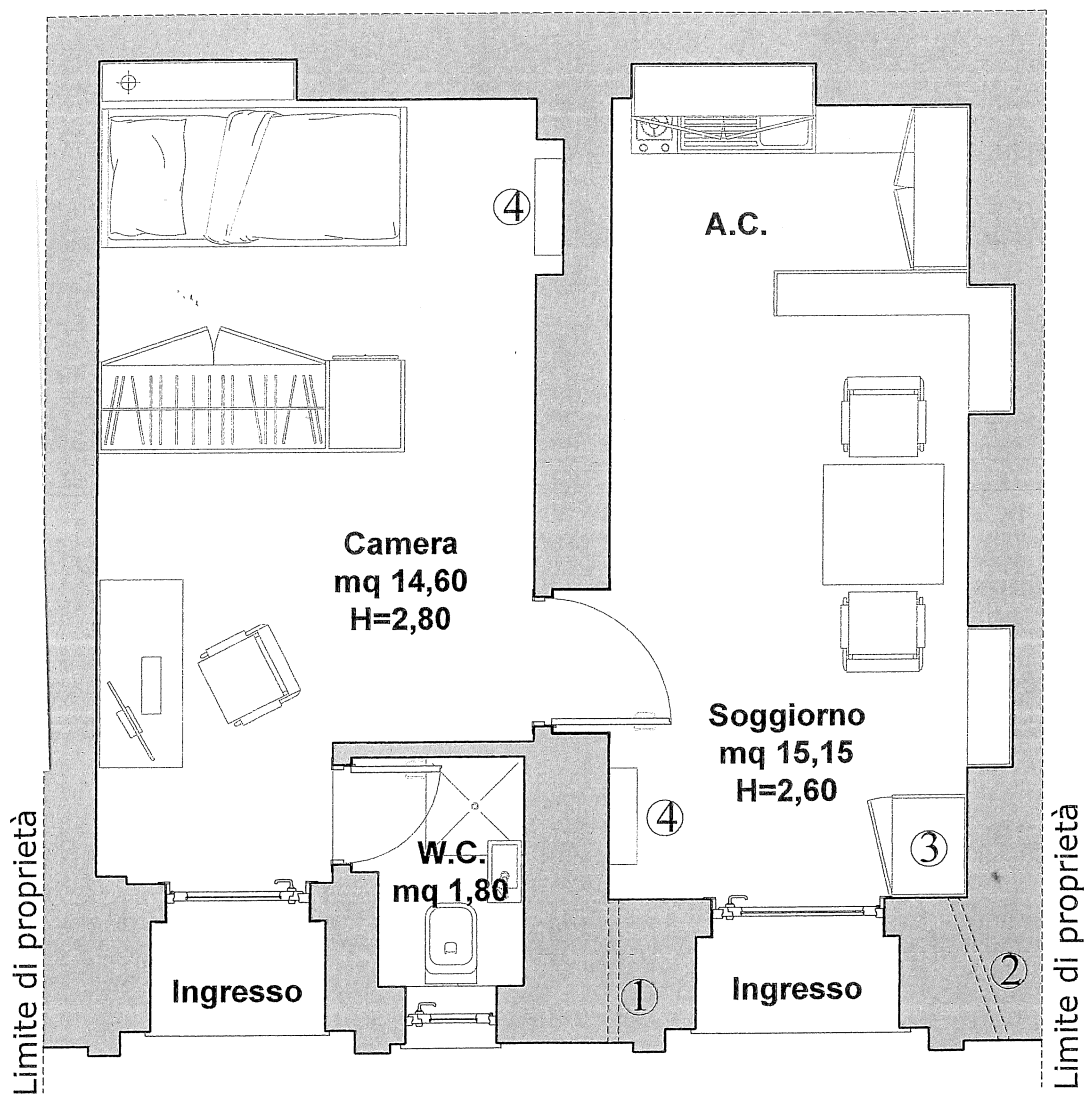 ④
A.C.
Camera
mq 14,60
H=2,80
Soggiorno
mq 15,15
H=2,60
④
③
W.C.
mq 1,80
Ingresso
①
Ingresso
②
Limite di proprietà
Limite di proprietà